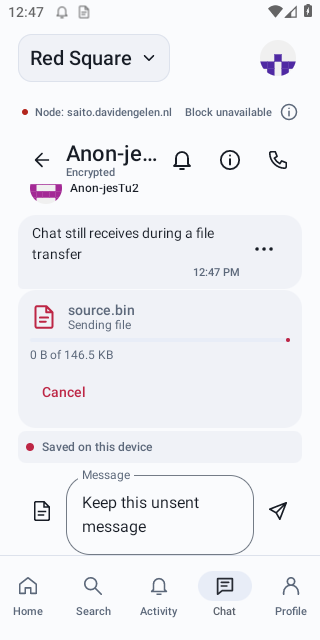 12:47
Red Square
Node: saito.davidengelen.nl Block unavailable
Anon-je...
Encrypted
Anon-jesTu2
Chat still receives during a file
transfer
12:47 PM
source.bin
Sending file
0 B of 146.5 KB
Cancel
Saved on this device
Message
Keep this unsent
message
Home Search Activity Chat Profile